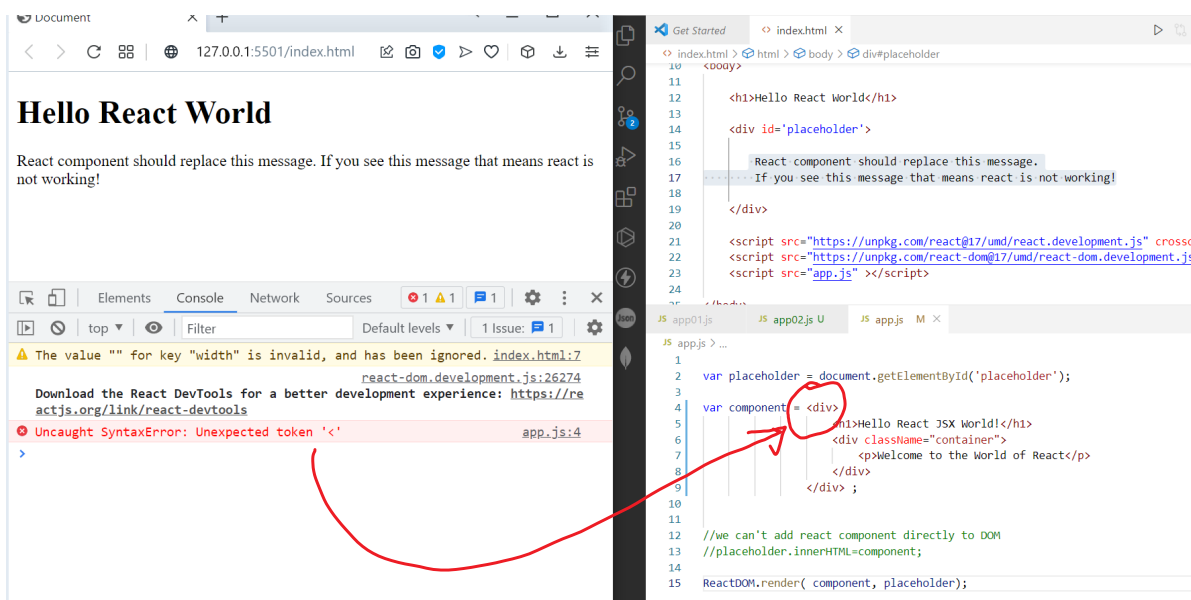 Document
127.0.0.1:5501/index.html
Hello React World
React component should replace this message. If you see this message that means react is
not working!
Elements Console Network Sources 1 1 1
top Filter Default levels 1 Issue: 1
The value "" for key "width" is invalid, and has been ignored. index.html:7
react-dom.development.js:26274
Download the React DevTools for a better development experience: https://re
actjs.org/link/react-devtools
Uncaught SyntaxError: Unexpected token '<' app.js:4
2
Json
Get Started index.html
index.html > html > body > div#placeholder
10 <body>
11
12 <h1>Hello React World</h1>
13
14 <div id='placeholder'>
15
16 React component should replace this message.
17 If you see this message that means react is not working!
18
19 </div>
20
21 <script src="https://unpkg.com/react@17/umd/react.development.js" crosso
22 <script src="https://unpkg.com/react-dom@17/umd/react-dom.development.js
23 <script src="app.js" ></script>
24
25 </body>
JS app01.js JS app02.js U JS app.js M
JS app.js > ...
1
2 var placeholder = document.getElementById('placeholder');
3
4 var component = <div>
5 <h1>Hello React JSX World!</h1>
6 <div className="container">
7 <p>Welcome to the World of React</p>
8 </div>
9 </div> ;
10
11
12 //we can't add react component directly to DOM
13 //placeholder.innerHTML=component;
14
15 ReactDOM.render( component, placeholder);